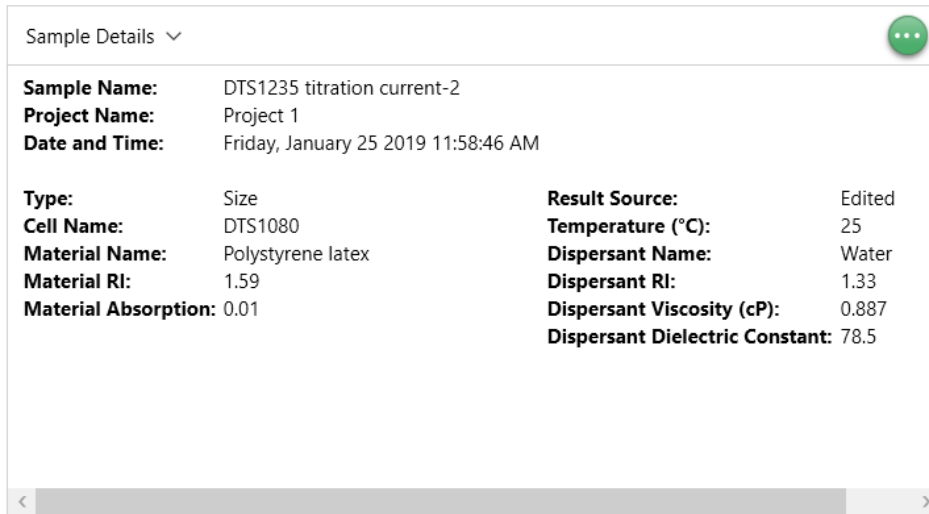 Sample Details
Sample Name: DTS1235 titration current-2
Project Name: Project 1
Date and Time: Friday, January 25 2019 11:58:46 AM
Type: Size Result Source: Edited
Cell Name: DTS1080 Temperature (°C): 25
Material Name: Polystyrene latex Dispersant Name: Water
Material RI: 1.59 Dispersant RI: 1.33
Material Absorption: 0.01 Dispersant Viscosity (cP): 0.887
Dispersant Dielectric Constant: 78.5